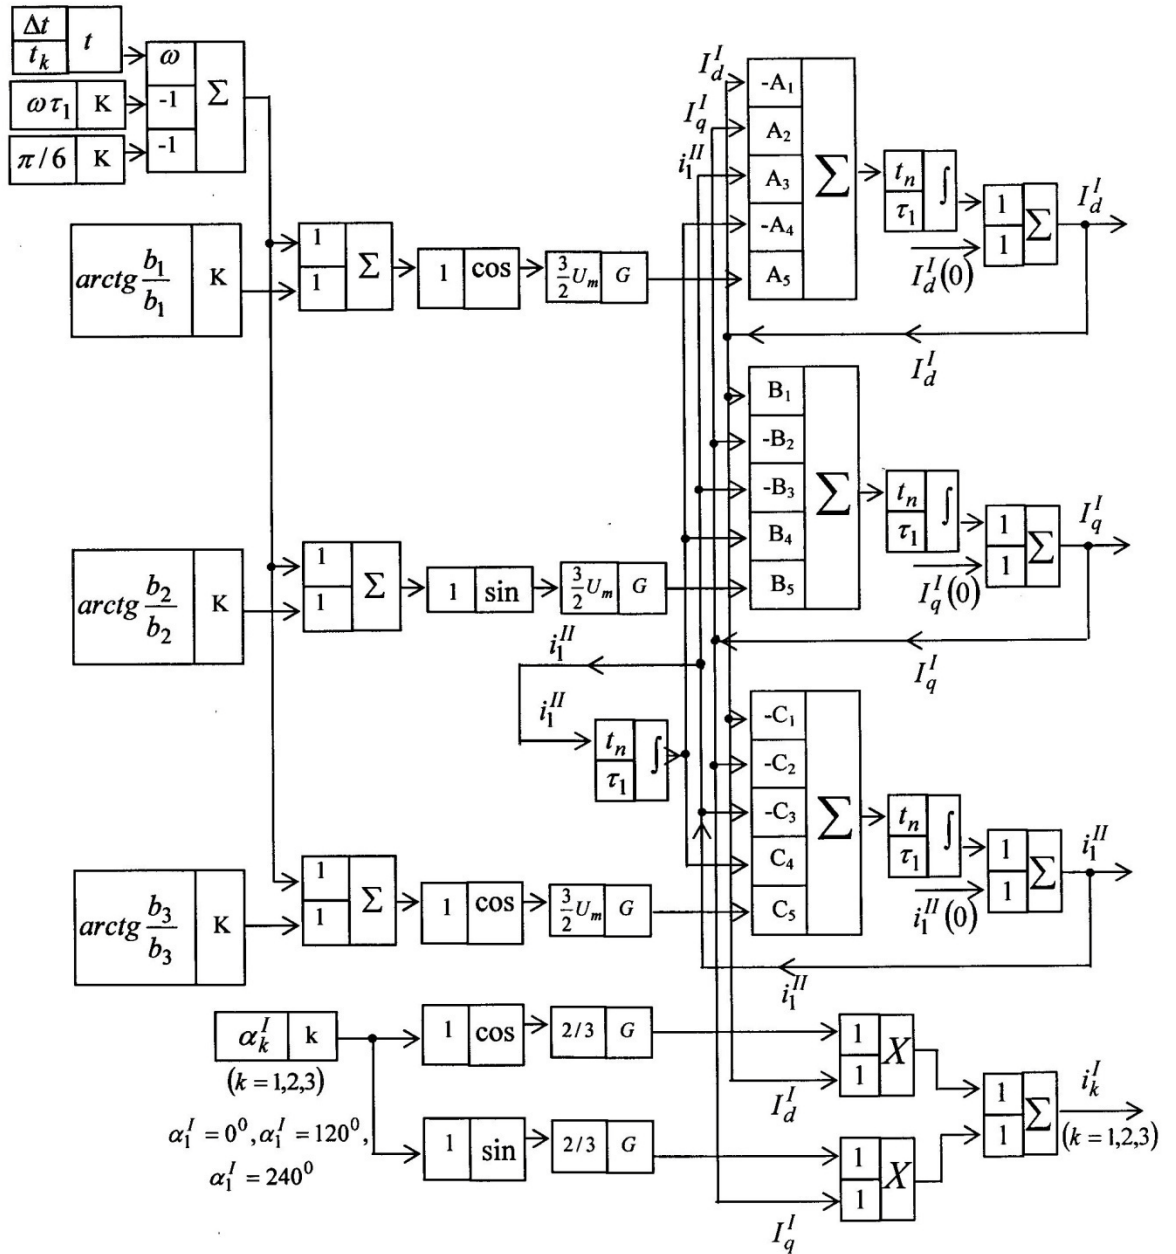 Δt
t_k
t
ω
Σ
ωτ₁ K
-1
π/6 K
-1
I_d^I
I_q^I
i_1^II
-A₁
A₂
A₃
-A₄
A₅
Σ
t_n
τ₁
∫
1
1
Σ
I_d^I
I_d^I(0)
I_d^I
arctg b₁/b₁ K
1
1
Σ
1 cos
3/2 U_m G
B₁
-B₂
-B₃
B₄
B₅
Σ
t_n
τ₁
∫
1
1
Σ
I_q^I
I_q^I(0)
I_q^I
arctg b₂/b₂ K
1
1
Σ
1 sin
3/2 U_m G
i_1^II
i_1^II
t_n
τ₁
∫
-C₁
-C₂
-C₃
C₄
C₅
Σ
t_n
τ₁
∫
1
1
Σ
i_1^II
i_1^II(0)
i_1^II
arctg b₃/b₃ K
1
1
Σ
1 cos
3/2 U_m G
α_k^I k
(k = 1,2,3)
α_1^I = 0⁰, α_1^I = 120⁰,
α_1^I = 240⁰
1 cos
2/3 G
1
1
X
I_d^I
1 sin
2/3 G
1
1
X
I_q^I
1
1
Σ
i_k^I
(k = 1,2,3)